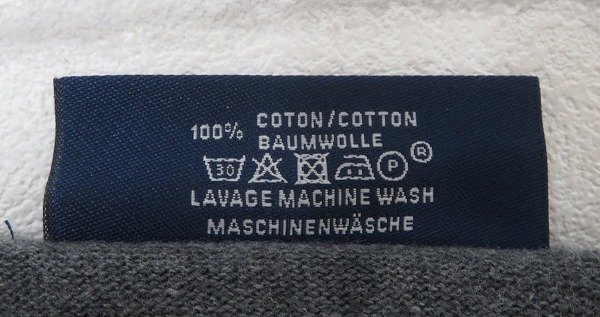 100% COTON/COTTON
BAUMWOLLE
30 P ®
LAVAGE MACHINE WASH
MASCHINENWÄSCHE